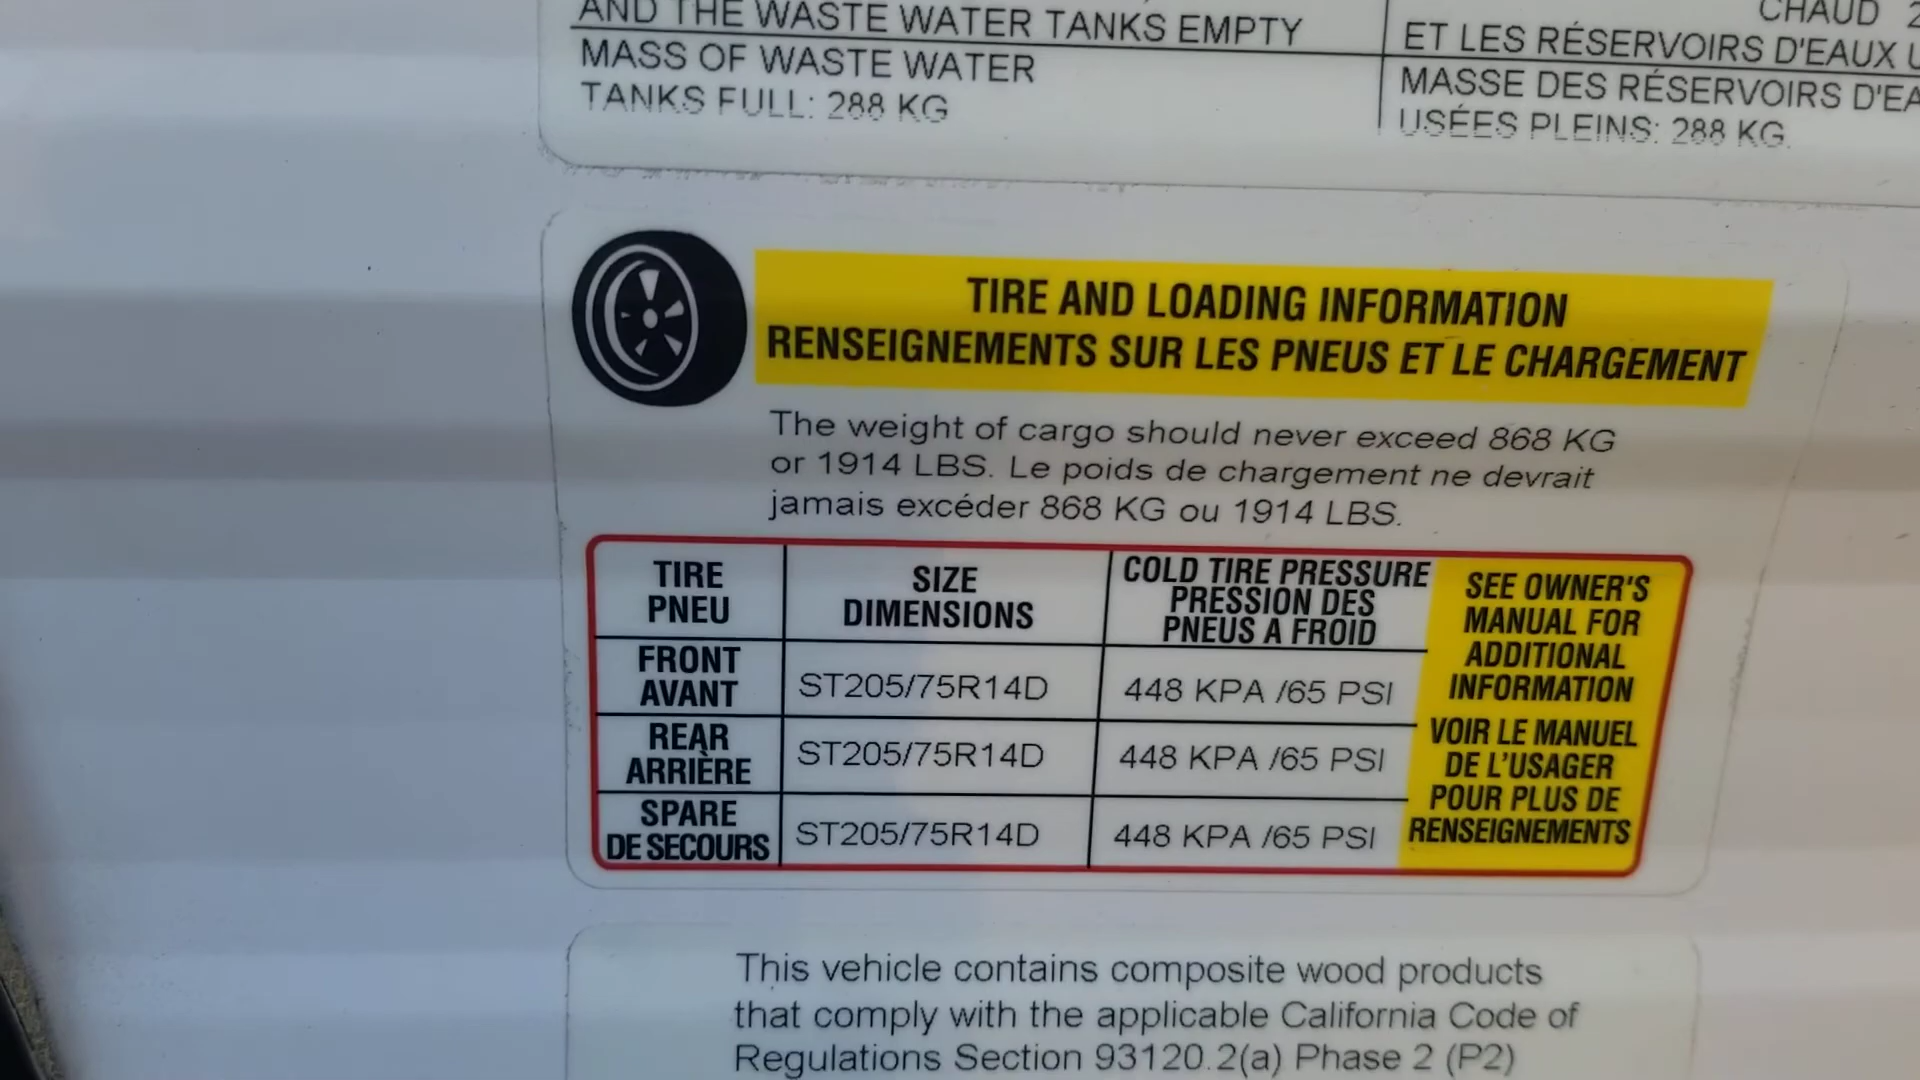 AND THE WASTE WATER TANKS EMPTY
MASS OF WASTE WATER
TANKS FULL: 288 KG
CHAUD
ET LES RÉSERVOIRS D'EAUX
MASSE DES RÉSERVOIRS
USÉES PLEINS: 288 KG.
TIRE AND LOADING INFORMATION
RENSEIGNEMENTS SUR LES PNEUS ET LE CHARGEMENT
The weight of cargo should never exceed 868 KG
or 1914 LBS. Le poids de chargement ne devrait
jamais excéder 868 KG ou 1914 LBS.
TIRE
PNEU
SIZE
DIMENSIONS
COLD TIRE PRESSURE
PRESSION DES
PNEUS A FROID
FRONT
AVANT
ST205/75R14D
448 KPA /65 PSI
REAR
ARRIÈRE
ST205/75R14D
448 KPA /65 PSI
SPARE
DE SECOURS
ST205/75R14D
448 KPA /65 PSI
SEE OWNER'S
MANUAL FOR
ADDITIONAL
INFORMATION
VOIR LE MANUEL
DE L'USAGER
POUR PLUS DE
RENSEIGNEMENTS
This vehicle contains composite wood products
that comply with the applicable California Code of
Regulations Section 93120.2(a) Phase 2 (P2)